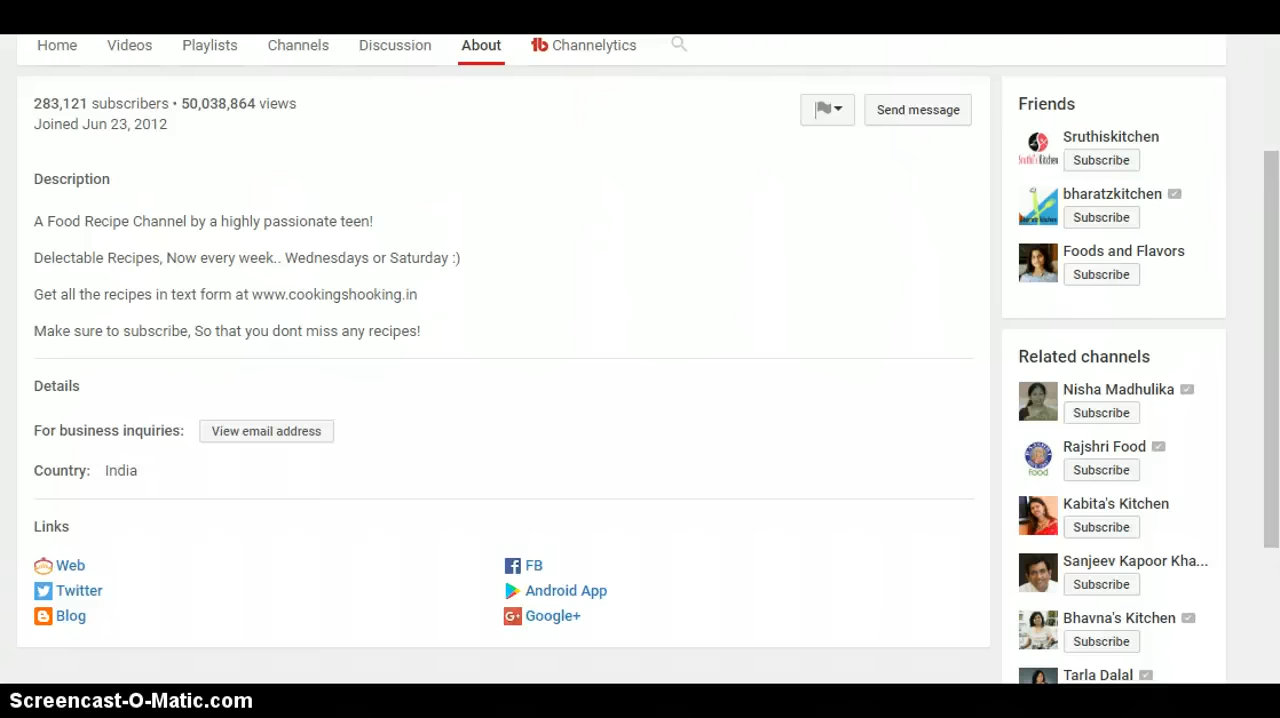 Home Videos Playlists Channels Discussion About Channelytics
283,121 subscribers • 50,038,864 views
Joined Jun 23, 2012
Send message
Description
A Food Recipe Channel by a highly passionate teen!
Delectable Recipes, Now every week.. Wednesdays or Saturday :)
Get all the recipes in text form at www.cookingshooking.in
Make sure to subscribe, So that you dont miss any recipes!
Details
For business inquiries: View email address
Country: India
Links
Web
FB
Twitter
Android App
Blog
Google+
Friends
Sruthiskitchen
Subscribe
bharatzkitchen
Subscribe
Foods and Flavors
Subscribe
Related channels
Nisha Madhulika
Subscribe
Rajshri Food
Subscribe
Kabita's Kitchen
Subscribe
Sanjeev Kapoor Kha...
Subscribe
Bhavna's Kitchen
Subscribe
Tarla Dalal
Screencast-O-Matic.com